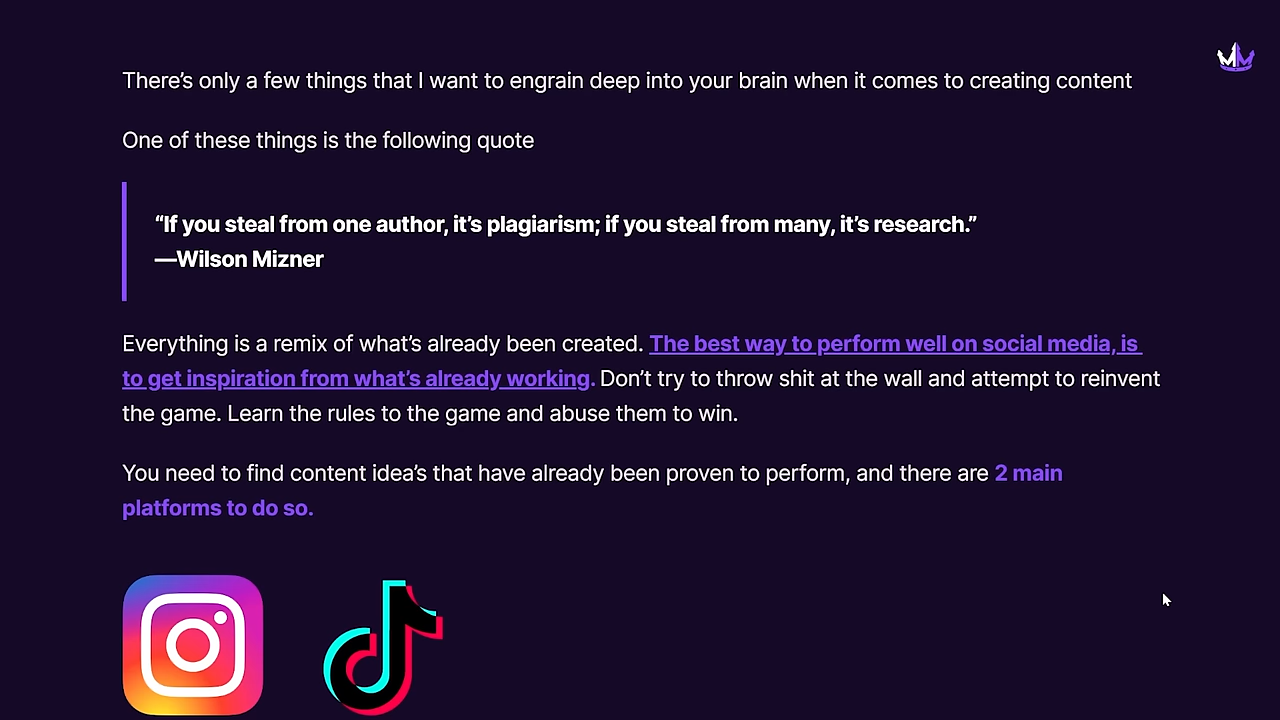 There’s only a few things that I want to engrain deep into your brain when it comes to creating content
One of these things is the following quote
“If you steal from one author, it’s plagiarism; if you steal from many, it’s research.”
—Wilson Mizner
Everything is a remix of what’s already been created. The best way to perform well on social media, is
to get inspiration from what’s already working. Don’t try to throw shit at the wall and attempt to reinvent
the game. Learn the rules to the game and abuse them to win.
You need to find content idea’s that have already been proven to perform, and there are 2 main
platforms to do so.